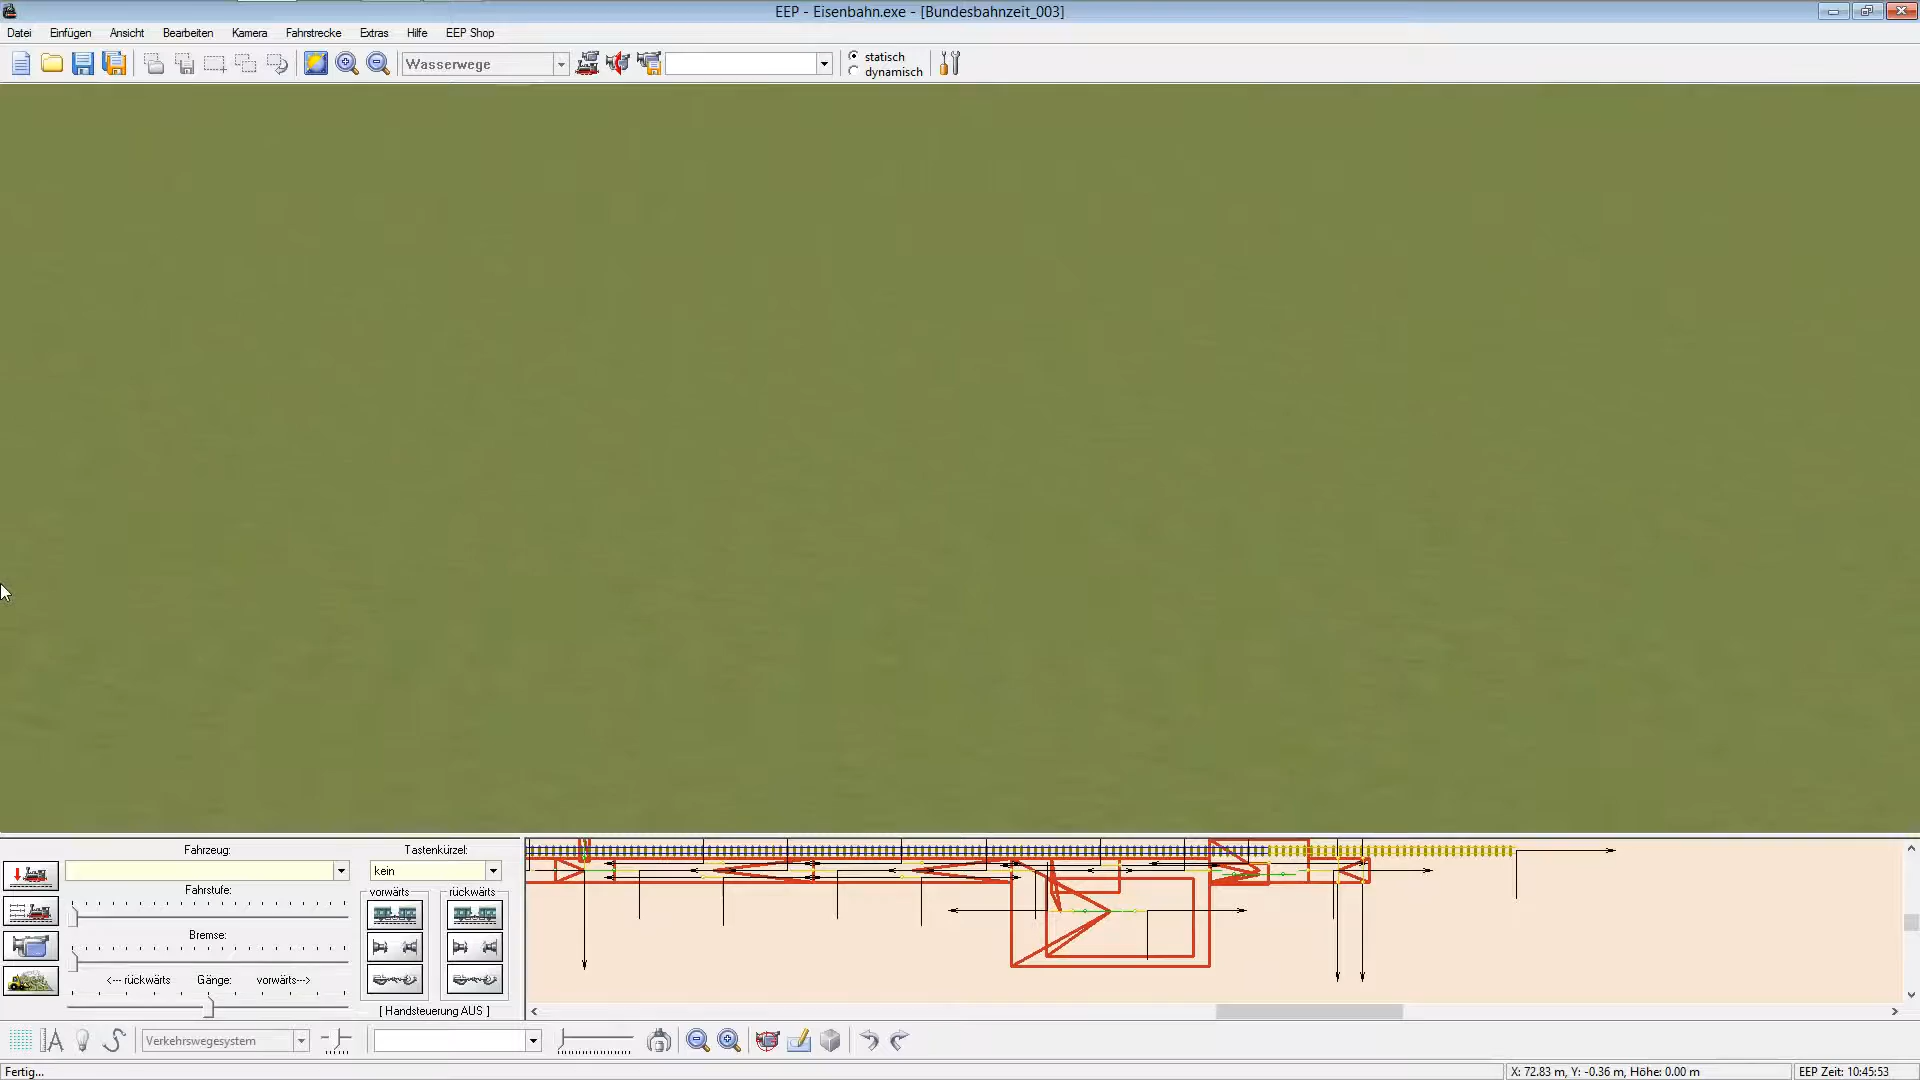 EEP - Eisenbahn.exe - [Bundesbahnzeit_003]
Datei Einfügen Ansicht Bearbeiten Kamera Fahrstrecke Extras Hilfe EEP Shop
Wasserwege
statisch
dynamisch
Fahrzeug:
Tastenkürzel:
kein
Fahrstufe:
vorwärts
rückwärts
Bremse:
<--- rückwärts Gänge: vorwärts--->
[ Handsteuerung AUS ]
Verkehrswegesystem
Fertig...
X: 72.83 m, Y: -0.36 m, Höhe: 0.00 m
EEP Zeit: 10:45:53